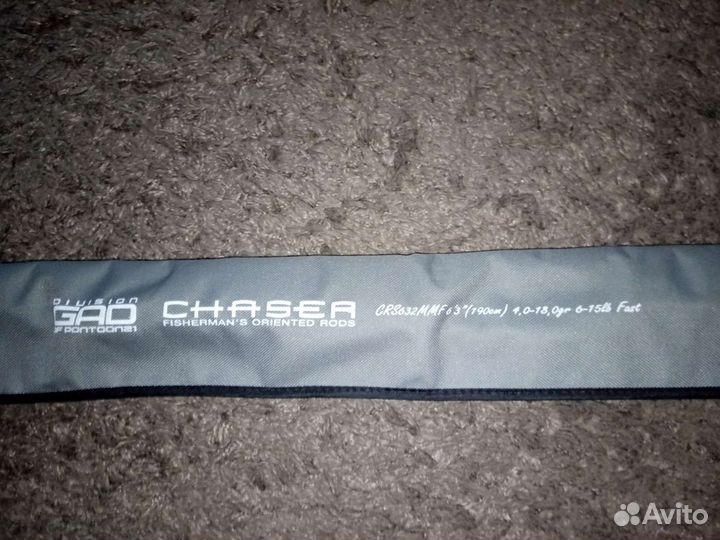 DIVISION
GAD
OF PONTOON21
CHASER
FISHERMAN'S ORIENTED RODS
CRS632MMF 6'3"(190cm) 4,0-18,0gr 6-15lb Fast
Avito